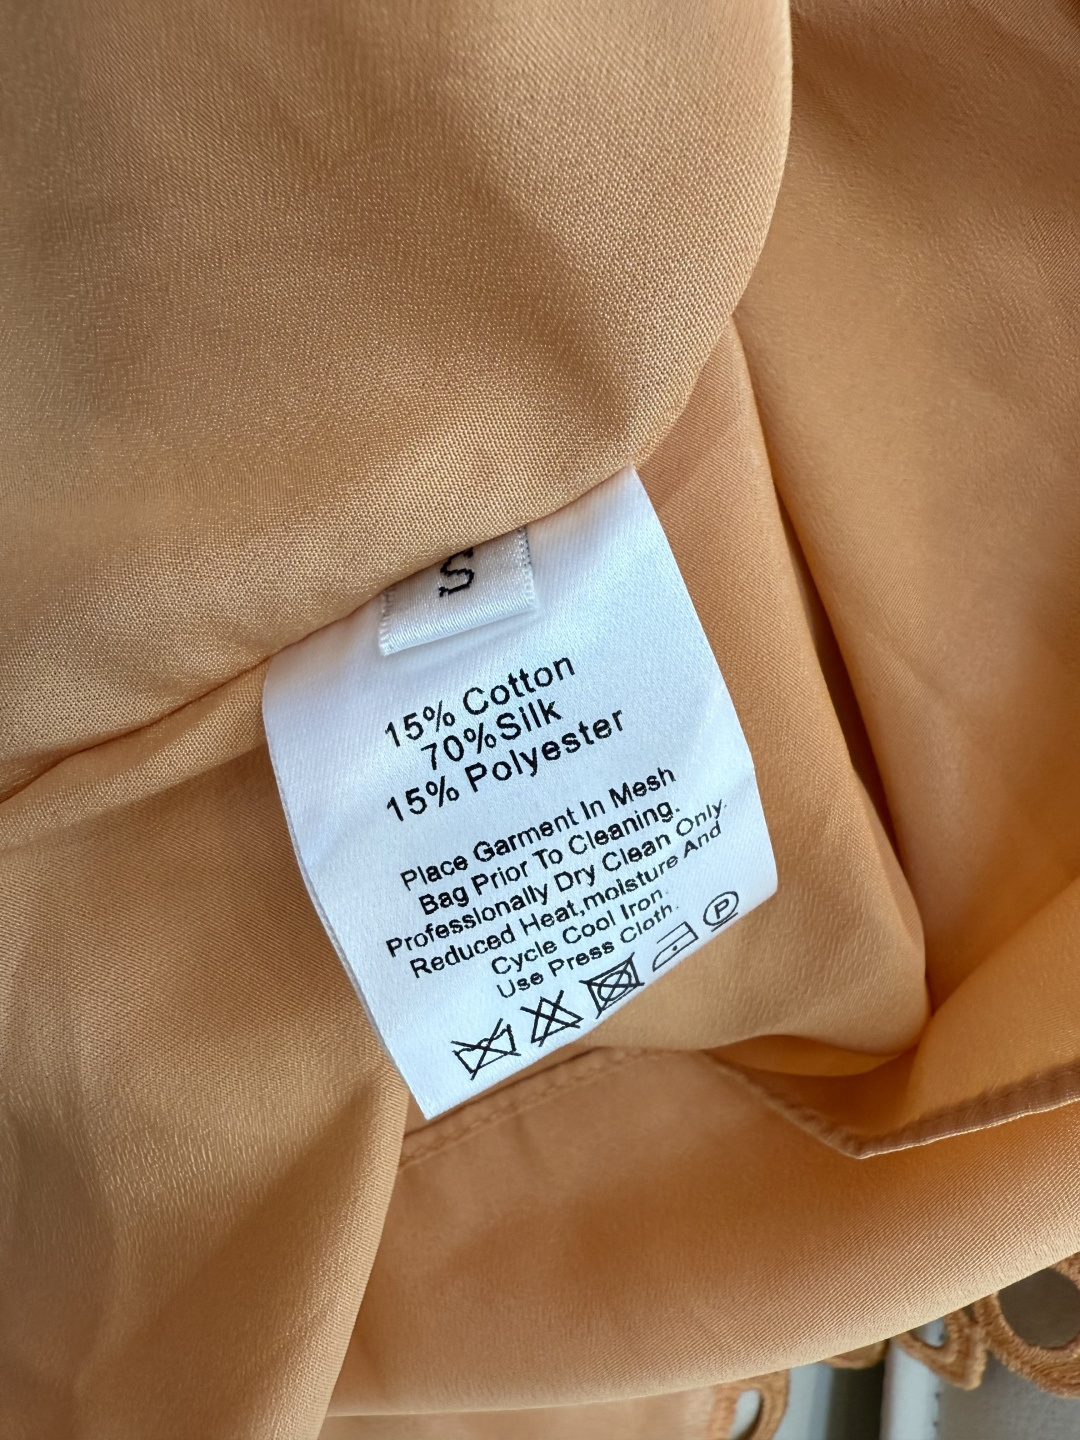 S
15% Cotton
70%Silk
15% Polyester
Place Garment In Mesh
Bag Prior To Cleaning.
Professionally Dry Clean Only.
Reduced Heat,moisture And
Cycle Cool Iron.
Use Press Cloth.
P